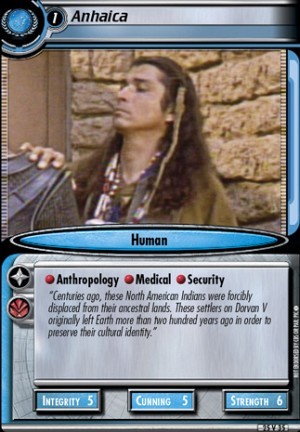 1 Anhaica
Human
Anthropology Medical Security
"Centuries ago, these North American Indians were forcibly
displaced from their ancestral lands. These settlers on Dorvan V
originally left Earth more than two hundred years ago in order to
preserve their cultural identity."
INTEGRITY 5 CUNNING 5 STRENGTH 6
35 V 35